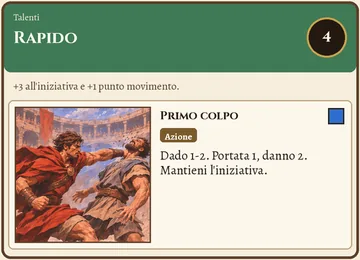 Talenti
Rapido
4
+3 all'iniziativa e +1 punto movimento.
Primo colpo
Azione
Dado 1-2. Portata 1, danno 2.
Mantieni l'iniziativa.